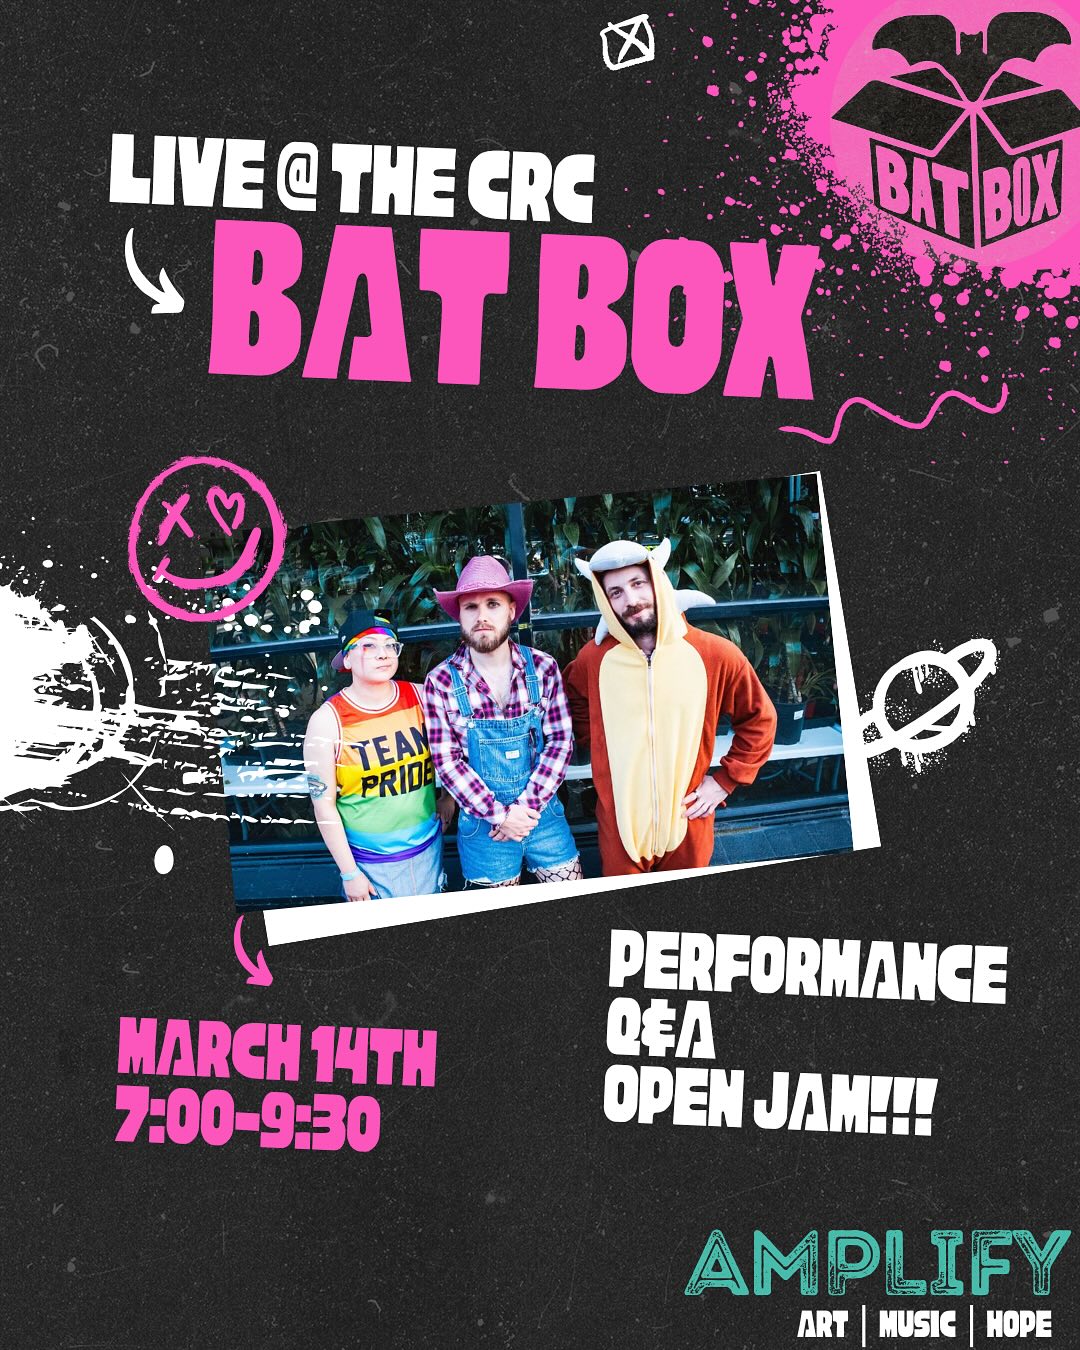 BAT BOX
LIVE @ THE CRC
BAT BOX
TEAM
PRIDE
MARCH 14TH
7:00-9:30
PERFORMANCE
Q&A
OPEN JAM!!!
AMPLIFY
ART | MUSIC | HOPE